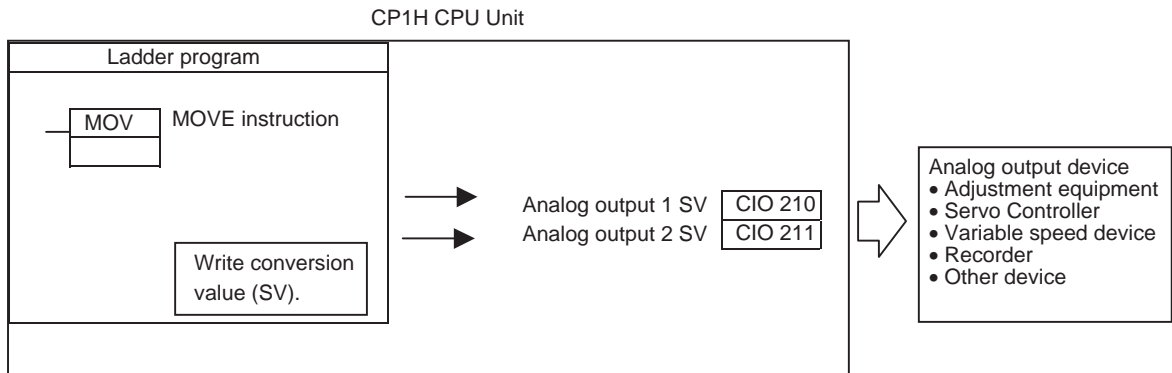 CP1H CPU Unit
Ladder program
MOV MOVE instruction
Write conversion
value (SV).
Analog output 1 SV CIO 210
Analog output 2 SV CIO 211
Analog output device
• Adjustment equipment
• Servo Controller
• Variable speed device
• Recorder
• Other device